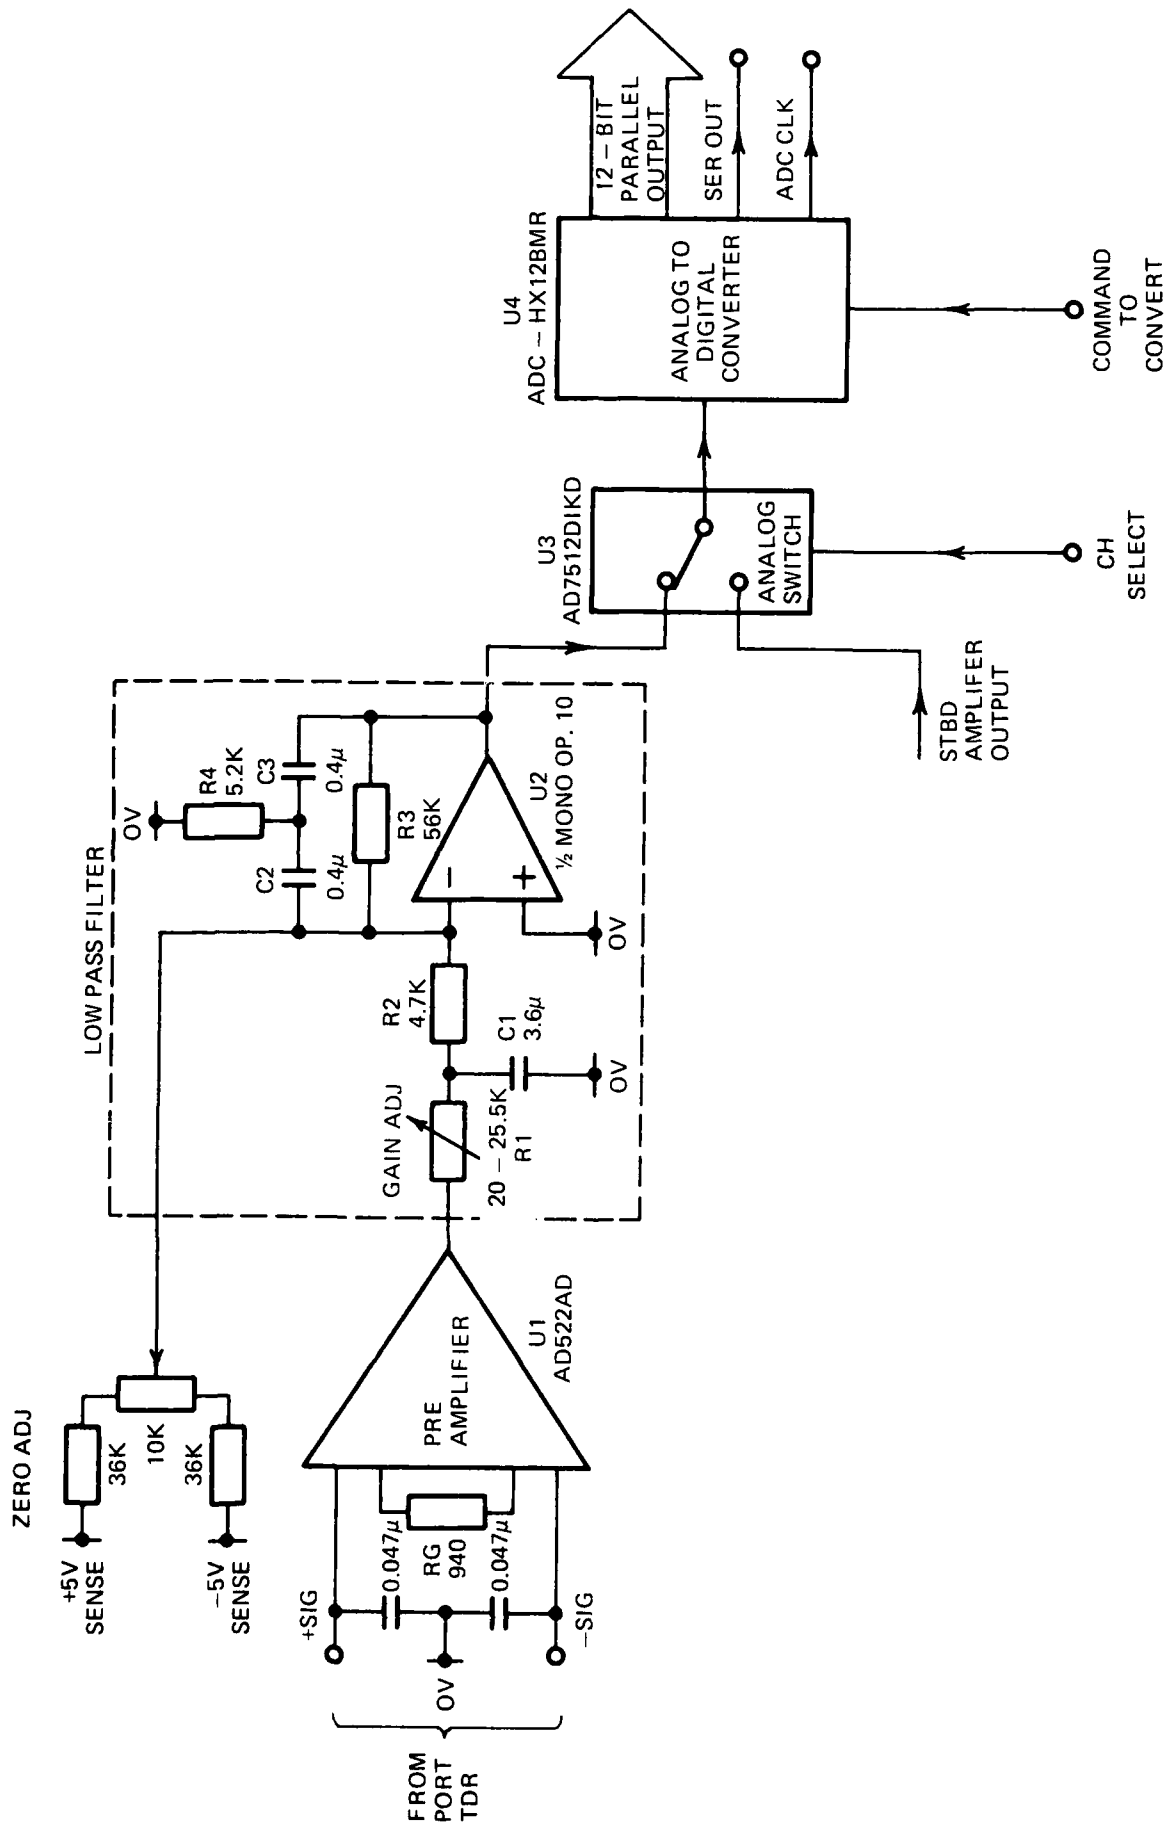 ZERO ADJ
+5V
SENSE
36K
10K
36K
−5V
SENSE
FROM
PORT
TDR
+SIG
0V
−SIG
0.047µ
RG
940
0.047µ
PRE
AMPLIFIER
U1
AD522AD
LOW PASS FILTER
GAIN ADJ
20 – 25.5K
R1
R2
4.7K
C1
3.6µ
0V
0V
R4
5.2K
C2
0.4µ
C3
0.4µ
R3
56K
−
+
0V
U2
½ MONO OP. 10
U3
AD7512DIKD
ANALOG
SWITCH
STBD
AMPLIFER
OUTPUT
CH
SELECT
U4
ADC – HX12BMR
ANALOG TO
DIGITAL
CONVERTER
12 – BIT
PARALLEL
OUTPUT
SER OUT
ADC CLK
COMMAND
TO
CONVERT